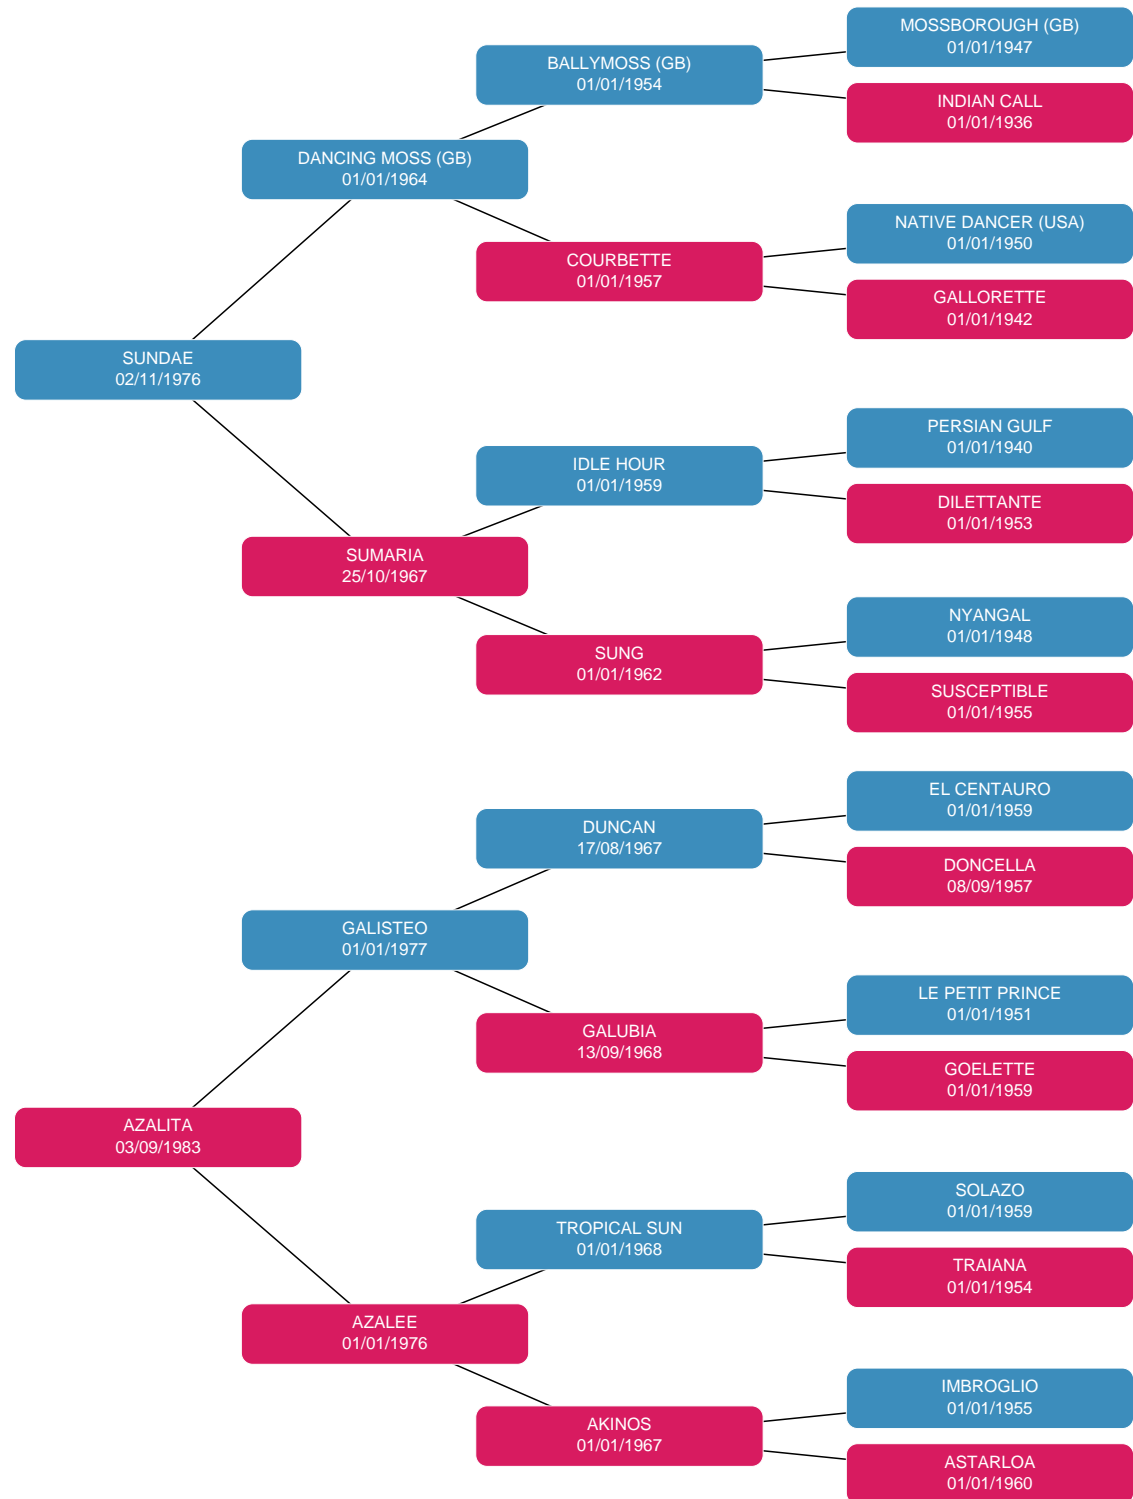 MOSSBOROUGH (GB)
01/01/1947
BALLYMOSS (GB)
01/01/1954
INDIAN CALL
01/01/1936
DANCING MOSS (GB)
01/01/1964
NATIVE DANCER (USA)
01/01/1950
COURBETTE
01/01/1957
GALLORETTE
01/01/1942
SUNDAE
02/11/1976
PERSIAN GULF
01/01/1940
IDLE HOUR
01/01/1959
DILETTANTE
01/01/1953
SUMARIA
25/10/1967
NYANGAL
01/01/1948
SUNG
01/01/1962
SUSCEPTIBLE
01/01/1955
EL CENTAURO
01/01/1959
DUNCAN
17/08/1967
DONCELLA
08/09/1957
GALISTEO
01/01/1977
LE PETIT PRINCE
01/01/1951
GALUBIA
13/09/1968
GOELETTE
01/01/1959
AZALITA
03/09/1983
SOLAZO
01/01/1959
TROPICAL SUN
01/01/1968
TRAIANA
01/01/1954
AZALEE
01/01/1976
IMBROGLIO
01/01/1955
AKINOS
01/01/1967
ASTARLOA
01/01/1960